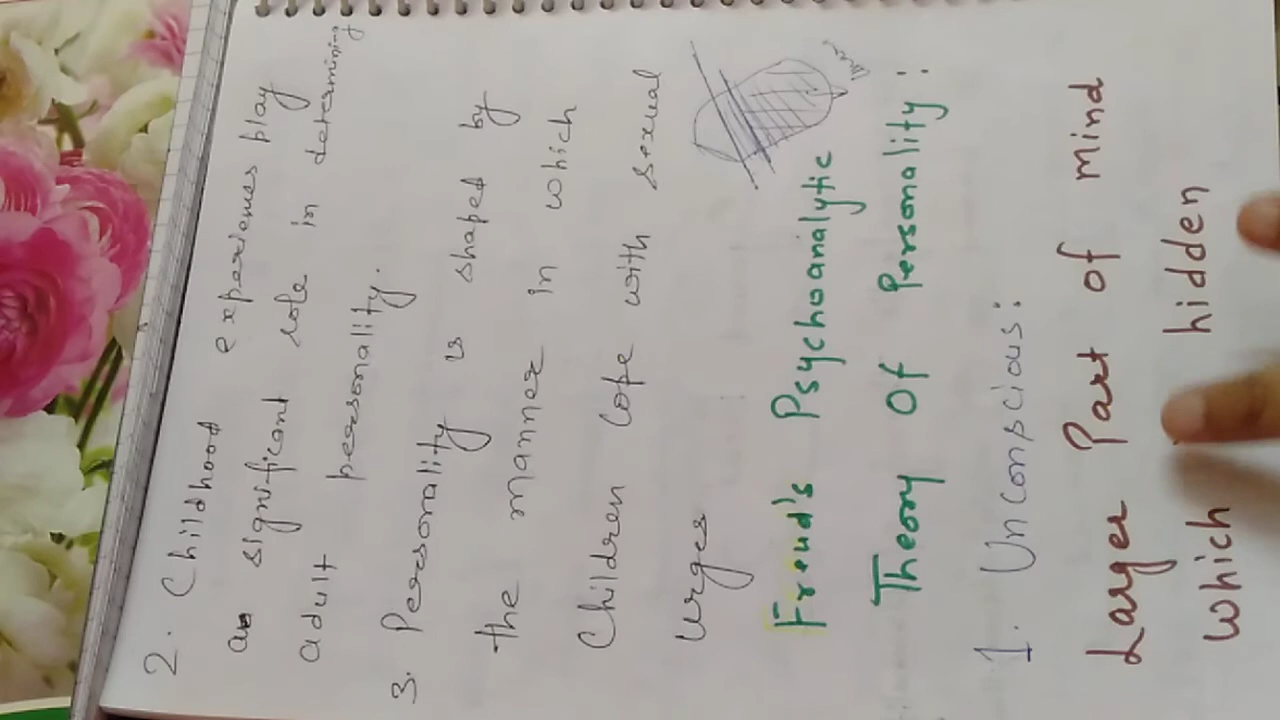 2. Childhood experiences play
a significant role in determining
adult personality.
3. Personality is shaped by
the manner in which
Children cope with sexual
urges
Freud's Psychoanalytic
Theory Of Personality:
1. Unconscious:
Larger Part of mind
which hidden